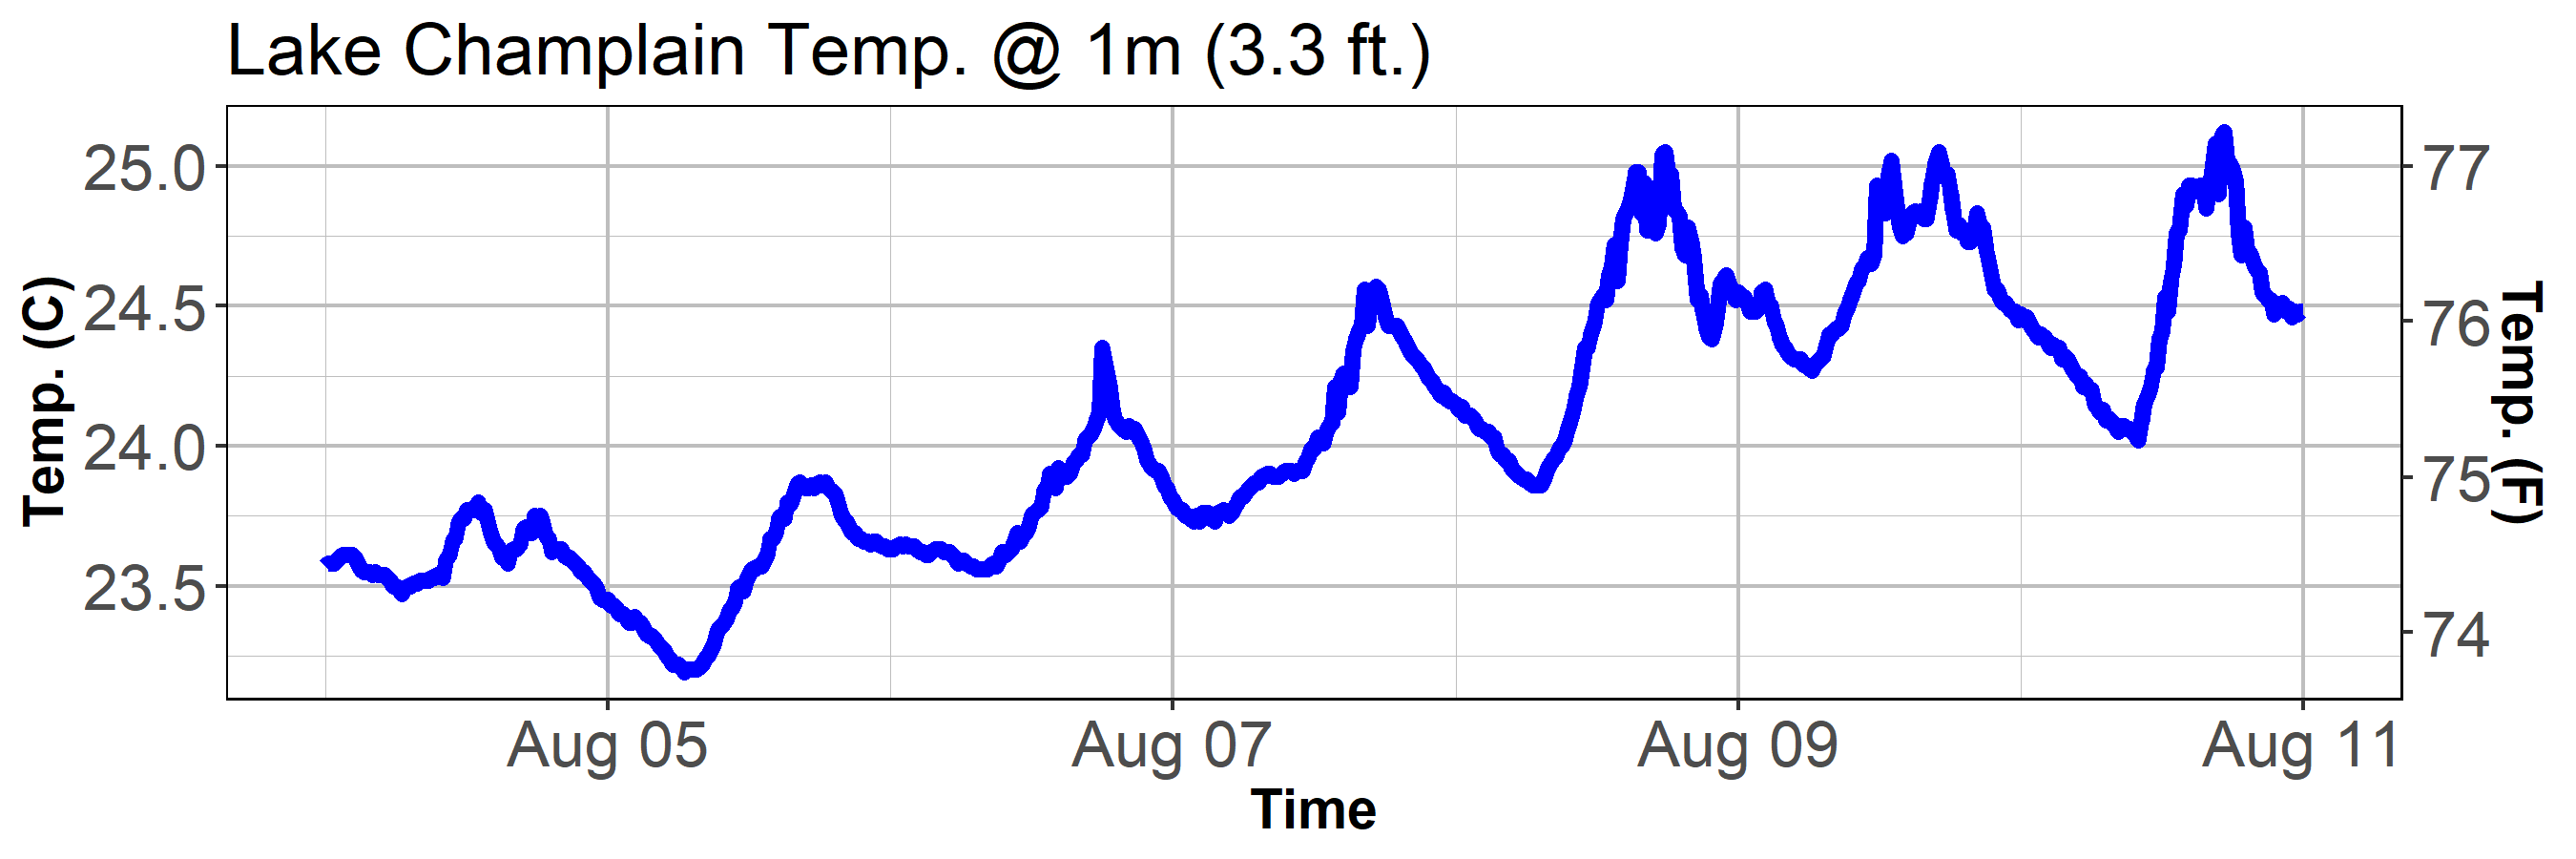 Lake Champlain Temp. @ 1m (3.3 ft.)
Temp. (C)
25.0
24.5
24.0
23.5
77
76
75
74
Temp. (F)
Aug 05 Aug 07 Aug 09 Aug 11
Time